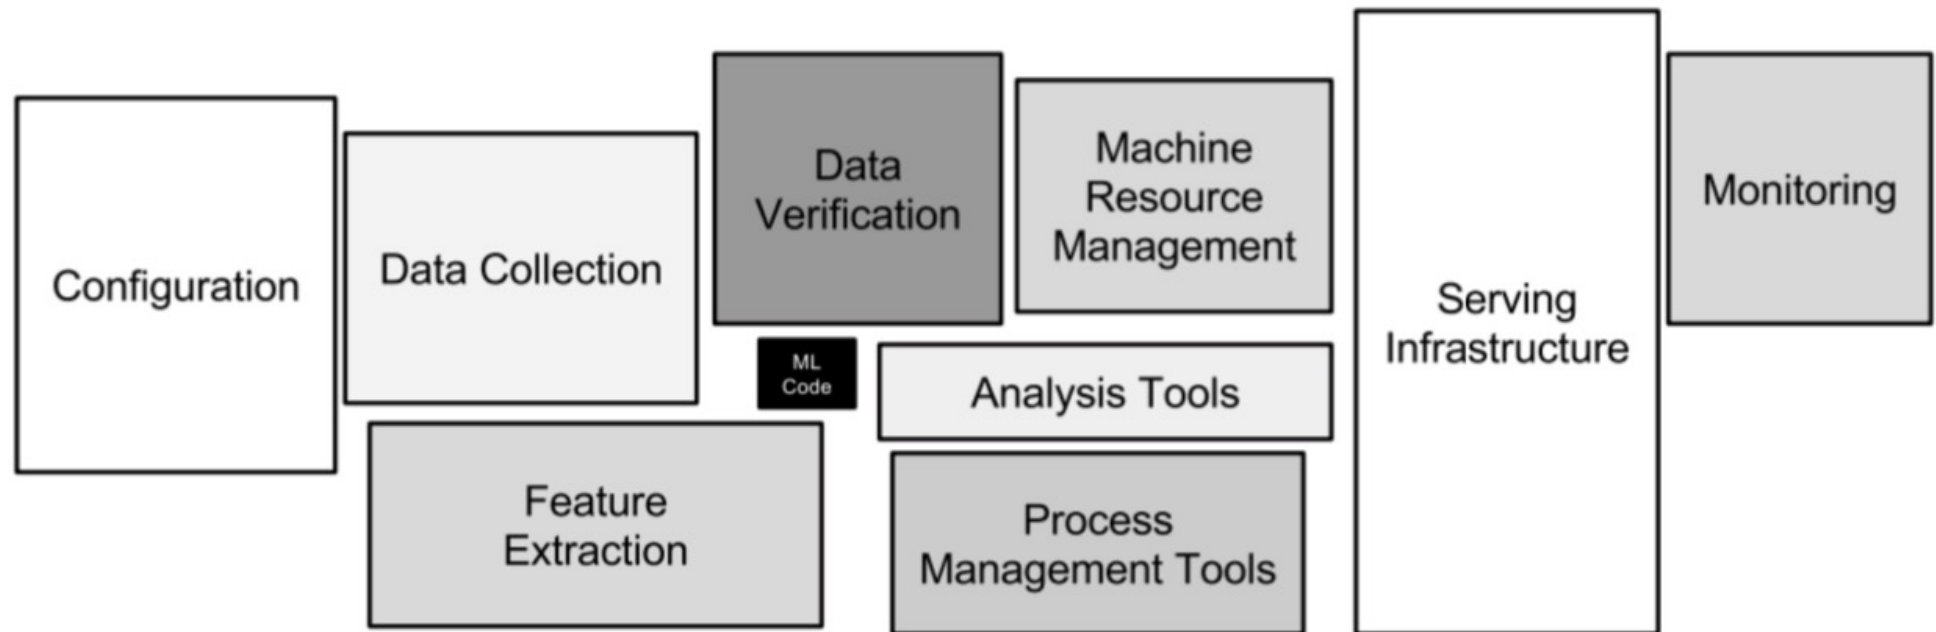 Configuration
Data Collection
Feature
Extraction
Data
Verification
ML
Code
Machine
Resource
Management
Analysis Tools
Process
Management Tools
Serving
Infrastructure
Monitoring